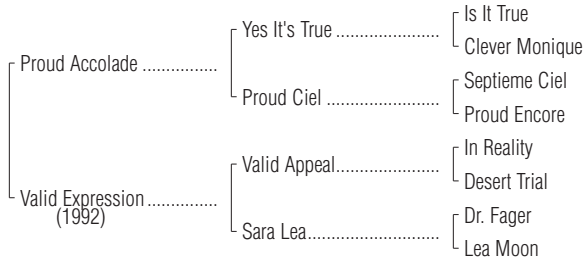 Is It True
Yes It's True ....................
Clever Monique
Proud Accolade ...............
Septieme Ciel
Proud Ciel ......................
Proud Encore
In Reality
Valid Appeal....................
Desert Trial
Valid Expression ..............
(1992)
Dr. Fager
Sara Lea.........................
Lea Moon